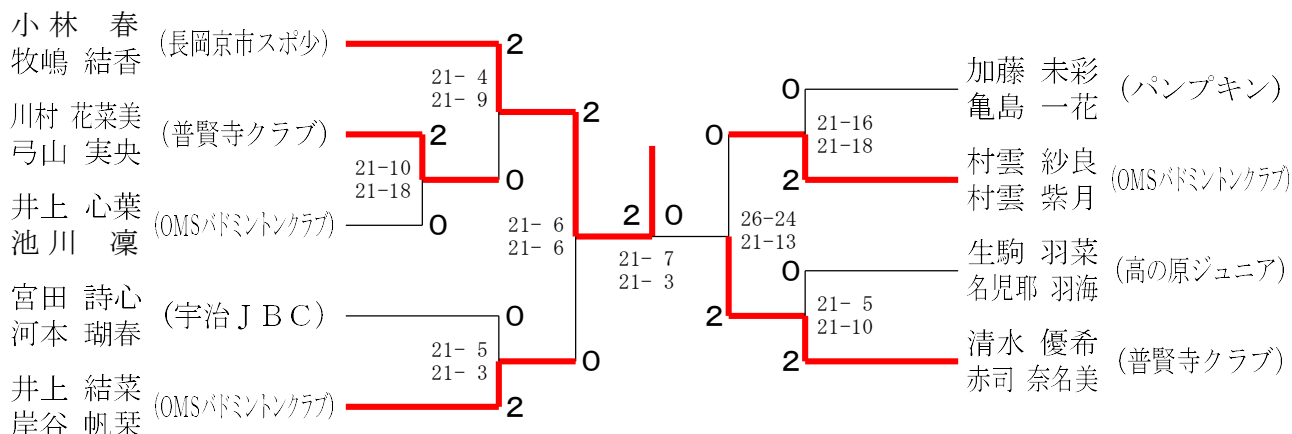 小林 春
牧嶋 結香
(長岡京市スポ少)
川村 花菜美
弓山 実央
(普賢寺クラブ)
井上 心葉
池川 凜
(OMSバドミントンクラブ)
宮田 詩心
河本 瑚春
(宇治ＪＢＣ)
井上 結菜
岸谷 帆栞
(OMSバドミントンクラブ)
2
21- 4
21- 9
2
21-10
21-18
0
0
2
21- 6
21- 6
0
21- 5
21- 3
2
0
2
0
21- 7
21- 3
0
26-24
21-13
2
0
21-16
21-18
2
0
21- 5
21-10
2
加藤 未彩
亀島 一花
(パンプキン)
村雲 紗良
村雲 紫月
(OMSバドミントンクラブ)
生駒 羽菜
名児耶 羽海
(高の原ジュニア)
清水 優希
赤司 奈名美
(普賢寺クラブ)